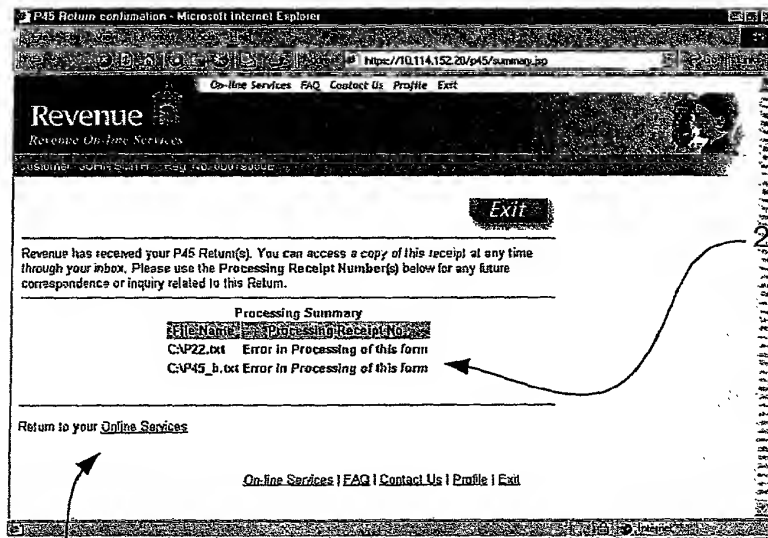 P45 Return confirmation - Microsoft Internet Explorer
https://10.114.152.20/p45/summary.jsp
On-line Services FAQ Contact Us Profile Exit
Revenue
Revenue On-line Services
Customer JOHN Reg. No.
Exit
Revenue has received your P45 Return(s). You can access a copy of this receipt at any time
through your inbox. Please use the Processing Receipt Number(s) below for any future
correspondence or inquiry related to this Return.
Processing Summary
File Name Processing Receipt No.
C:\P22.txt Error in Processing of this form
C:\P45_b.txt Error in Processing of this form
Return to your Online Services
On-line Services | FAQ | Contact Us | Profile | Exit
Internet
2